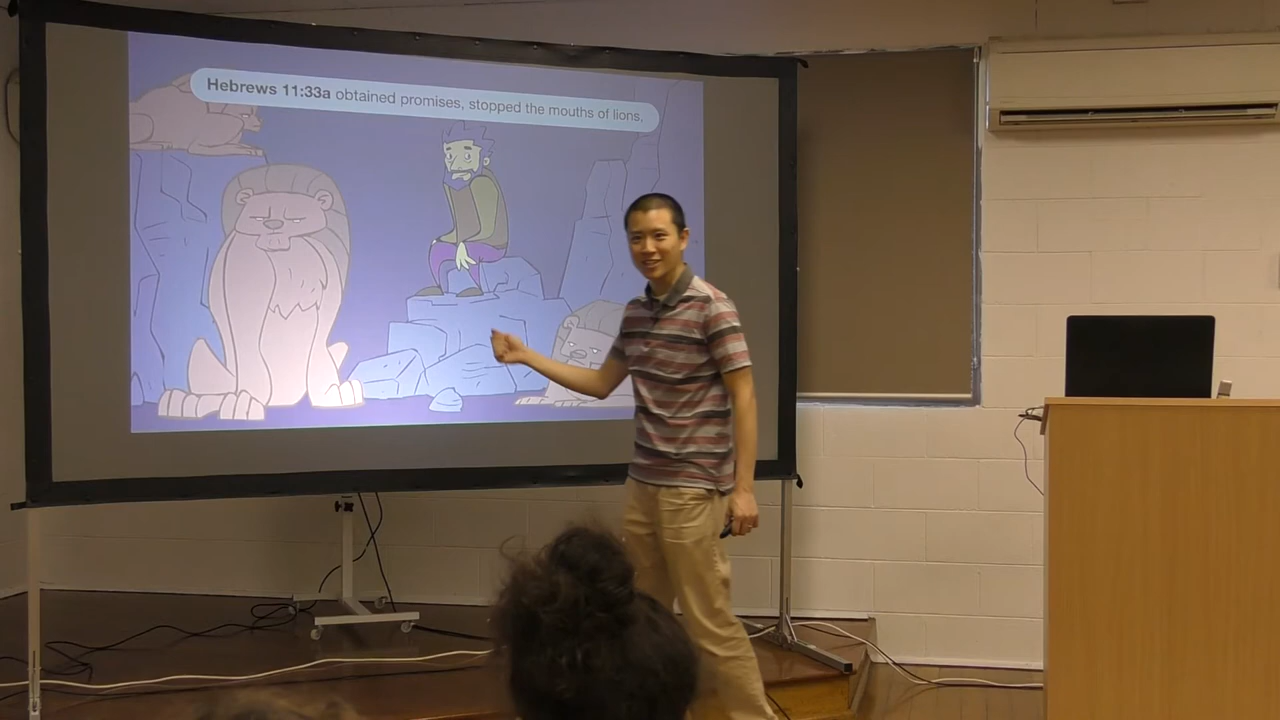 Hebrews 11:33a obtained promises, stopped the mouths of lions,